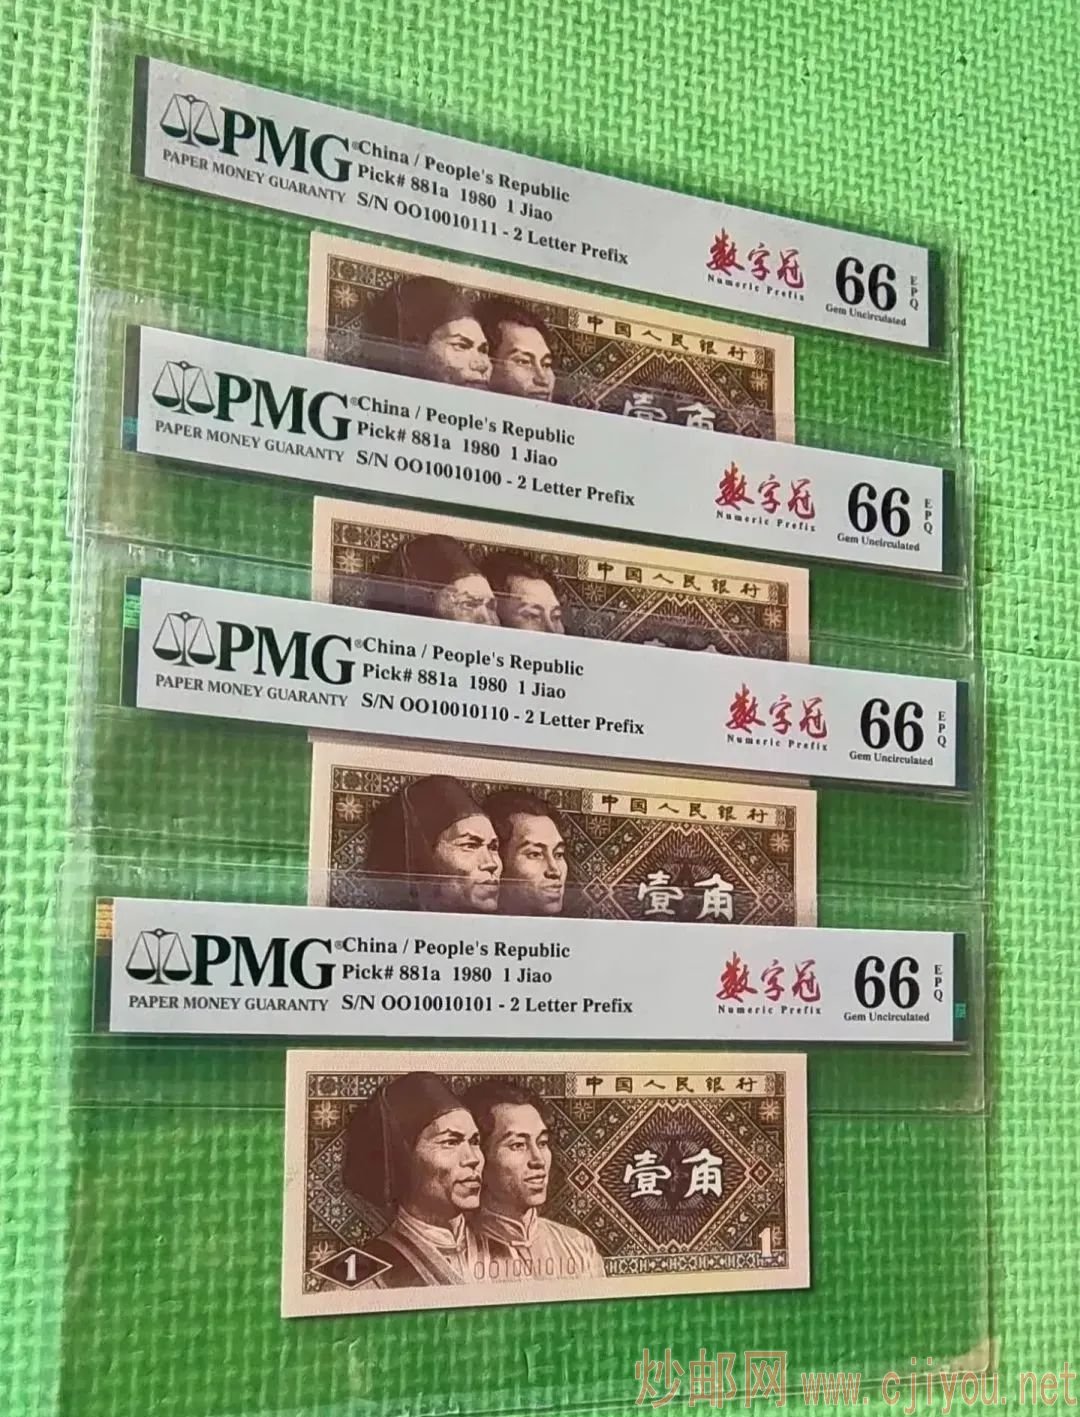 PMG
®China / People's Republic
Pick# 881a 1980 1 Jiao
PAPER MONEY GUARANTY
S/N OO10010111 - 2 Letter Prefix
数字冠
Numeric Prefix
66
EPQ
Gem Uncirculated
中国人民银行
壹角
PMG
®China / People's Republic
Pick# 881a 1980 1 Jiao
PAPER MONEY GUARANTY
S/N OO10010100 - 2 Letter Prefix
数字冠
Numeric Prefix
66
EPQ
Gem Uncirculated
中国人民银行
PMG
®China / People's Republic
Pick# 881a 1980 1 Jiao
PAPER MONEY GUARANTY
S/N OO10010110 - 2 Letter Prefix
数字冠
Numeric Prefix
66
EPQ
Gem Uncirculated
中国人民银行
壹角
PMG
®China / People's Republic
Pick# 881a 1980 1 Jiao
PAPER MONEY GUARANTY
S/N OO10010101 - 2 Letter Prefix
数字冠
Numeric Prefix
66
EPQ
Gem Uncirculated
中国人民银行
壹角
1
OO10010101
1
炒邮网 www.cjiyou.net